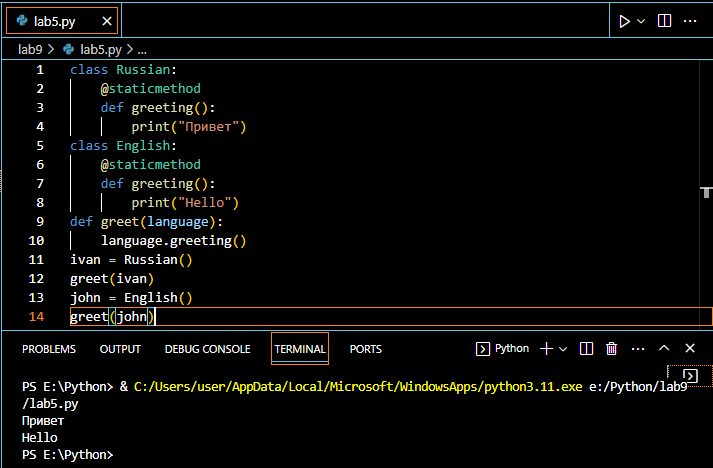 lab5.py
lab9 > lab5.py > ...
1 class Russian:
2     @staticmethod
3     def greeting():
4         print("Привет")
5 class English:
6     @staticmethod
7     def greeting():
8         print("Hello")
9 def greet(language):
10     language.greeting()
11 ivan = Russian()
12 greet(ivan)
13 john = English()
14 greet(john)
PROBLEMS OUTPUT DEBUG CONSOLE TERMINAL PORTS Python
PS E:\Python> & C:/Users/user/AppData/Local/Microsoft/WindowsApps/python3.11.exe e:/Python/lab9
/lab5.py
Привет
Hello
PS E:\Python>